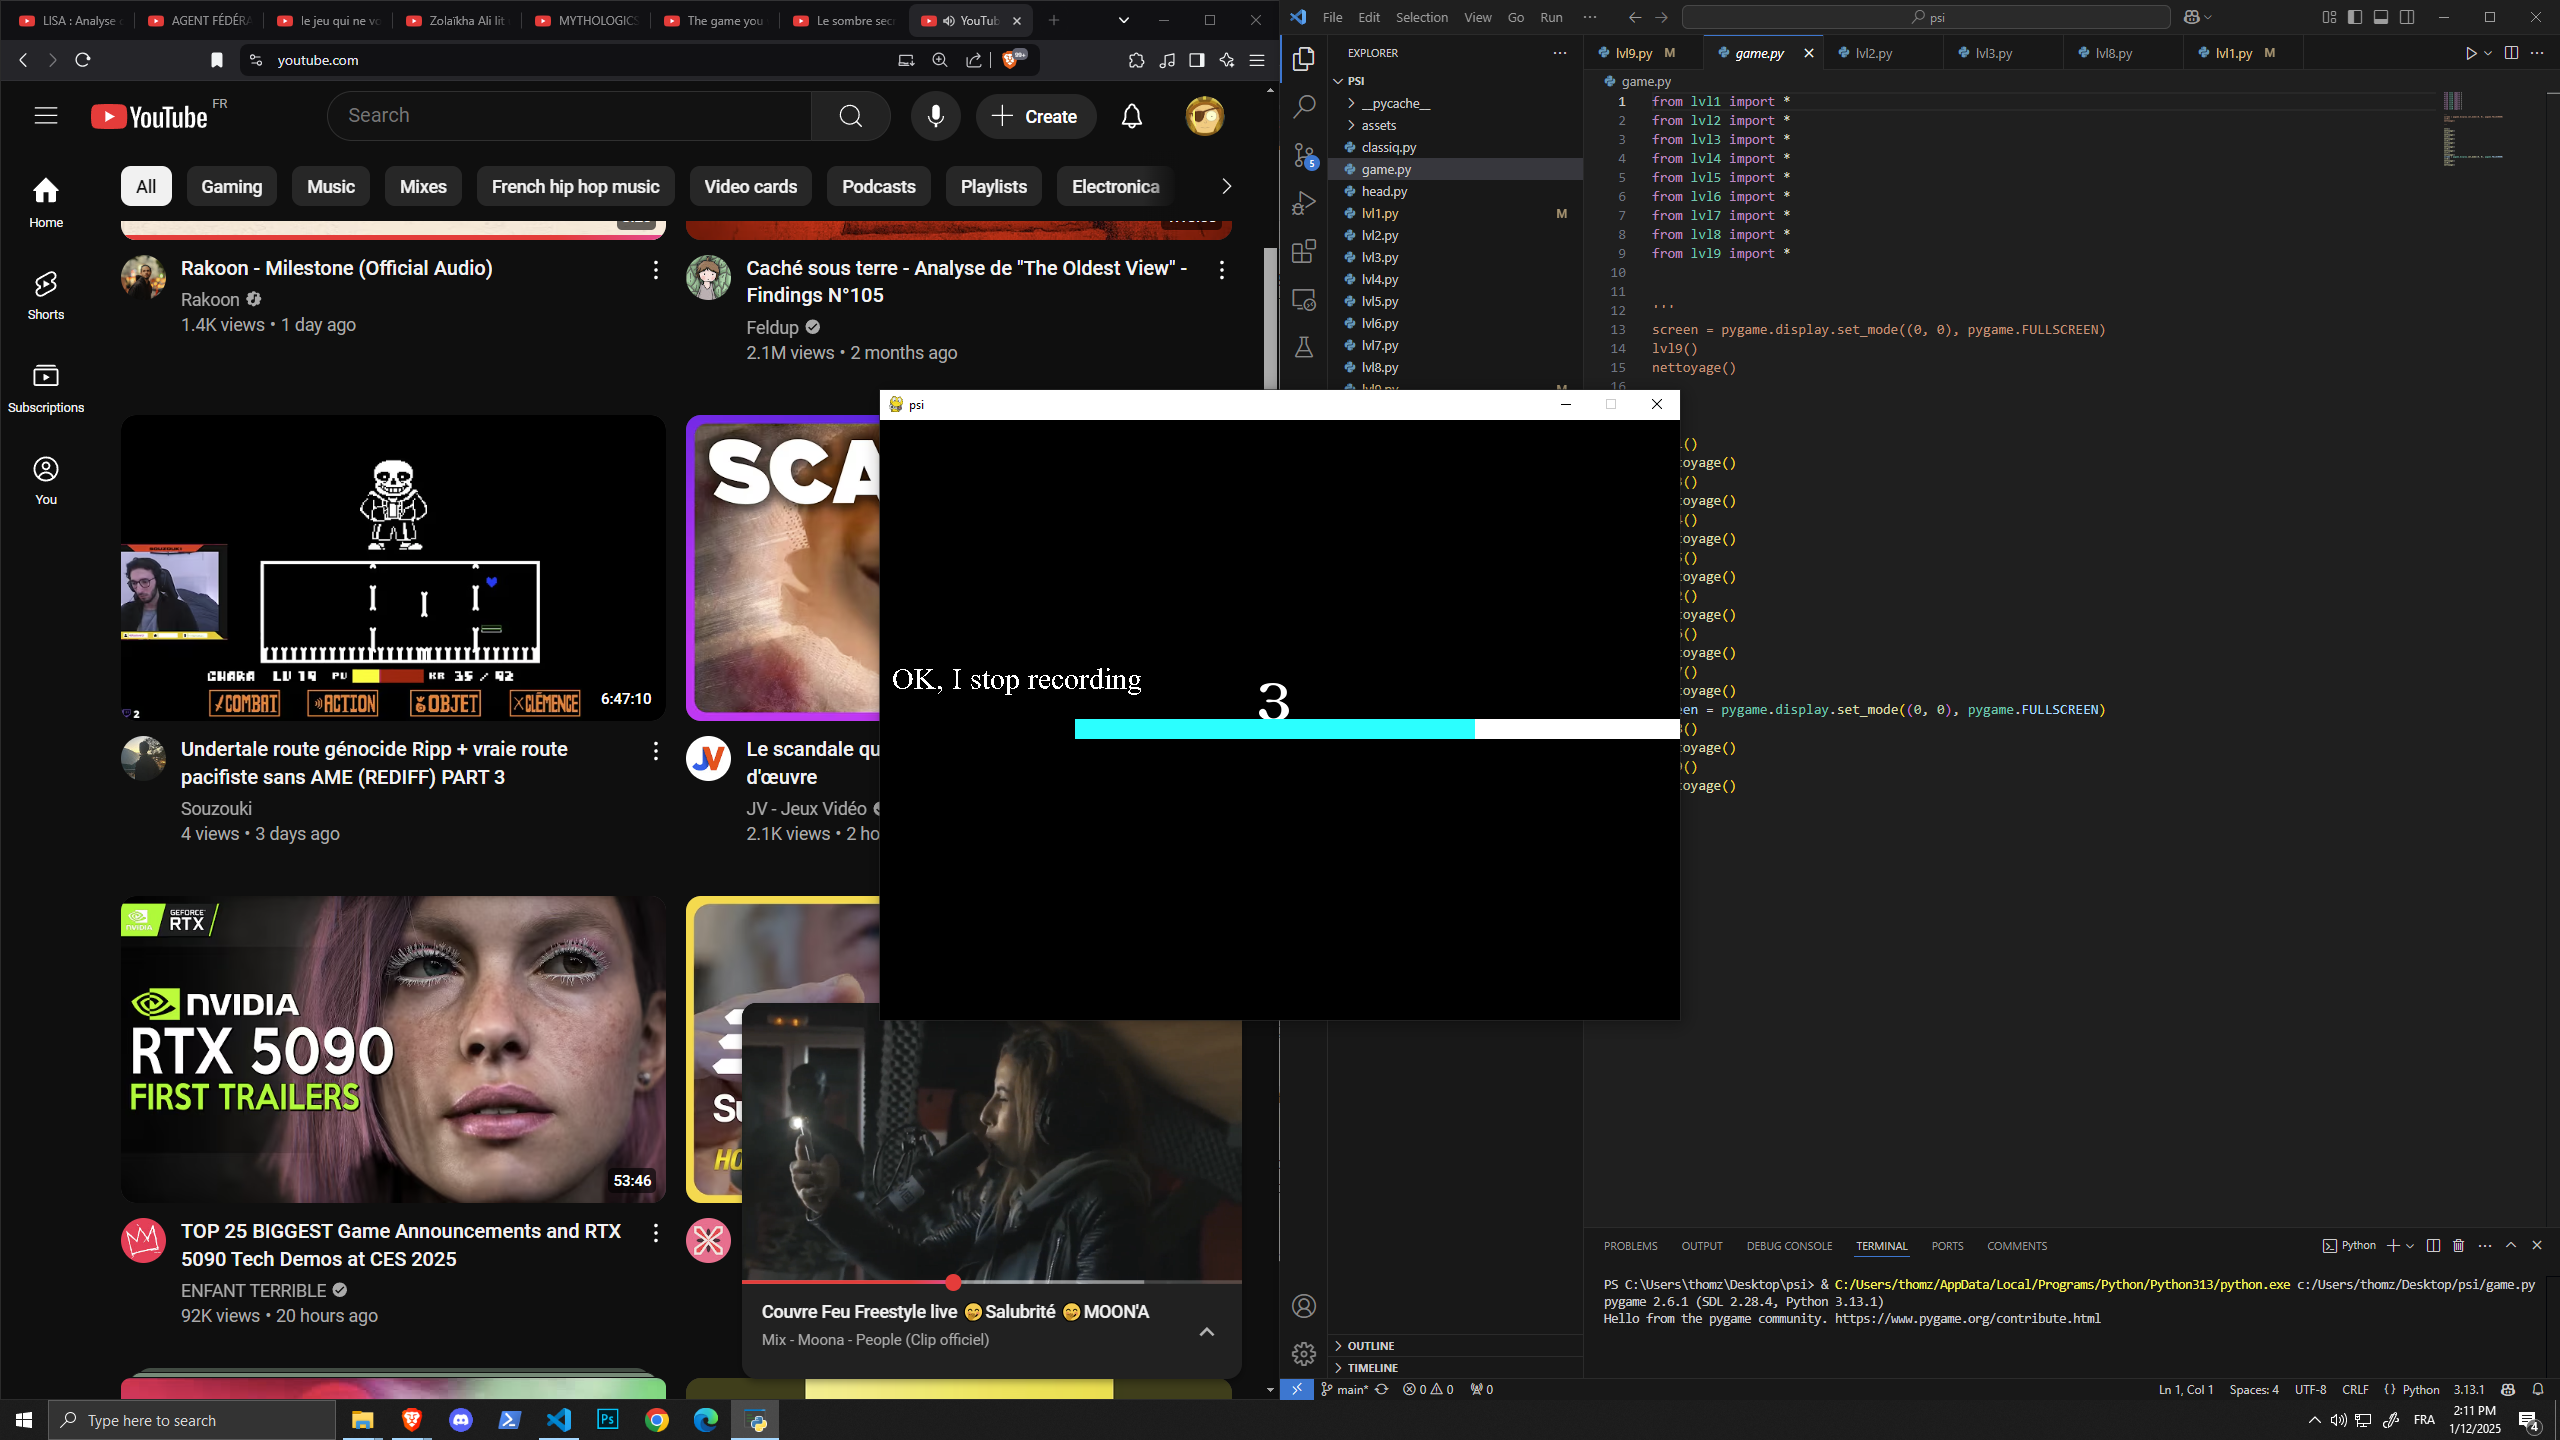 LISA : Analyse
AGENT FÉDÉRA
le jeu qui ne vo
Zolaïkha Ali lit
MYTHOLOGICS
The game you
Le sombre secr
YouTub
youtube.com
99+
YouTube FR
Search
Create
All
Gaming
Music
Mixes
French hip hop music
Video cards
Podcasts
Playlists
Electronica
Home
Shorts
Subscriptions
You
Rakoon - Milestone (Official Audio)
Rakoon
1.4K views • 1 day ago
Caché sous terre - Analyse de "The Oldest View" -
Findings N°105
Feldup
2.1M views • 2 months ago
CHARA LV 19 PV KR 35 / 92
COMBAT
ACTION
OBJET
CLÉMENCE
2
6:47:10
Undertale route génocide Ripp + vraie route
pacifiste sans AME (REDIFF) PART 3
Souzouki
4 views • 3 days ago
SCA
JV
Le scandale qu
d'œuvre
JV - Jeux Vidéo
2.1K views • 2 ho
GEFORCE
RTX
NVIDIA
RTX 5090
FIRST TRAILERS
53:46
TOP 25 BIGGEST Game Announcements and RTX
5090 Tech Demos at CES 2025
ENFANT TERRIBLE
92K views • 20 hours ago
Couvre Feu Freestyle live 😄Salubrité 😄MOON'A
Mix - Moona - People (Clip officiel)
psi
OK, I stop recording
3
File Edit Selection View Go Run ···
psi
EXPLORER
PSI
__pycache__
assets
classiq.py
game.py
head.py
lvl1.py M
lvl2.py
lvl3.py
lvl4.py
lvl5.py
lvl6.py
lvl7.py
lvl8.py
5
OUTLINE
TIMELINE
lvl9.py M
game.py
lvl2.py
lvl3.py
lvl8.py
lvl1.py M
game.py
1 from lvl1 import *
2 from lvl2 import *
3 from lvl3 import *
4 from lvl4 import *
5 from lvl5 import *
6 from lvl6 import *
7 from lvl7 import *
8 from lvl8 import *
9 from lvl9 import *
10
11
12 '''
13 screen = pygame.display.set_mode((0, 0), pygame.FULLSCREEN)
14 lvl9()
15 nettoyage()
16
()
toyage()
()
toyage()
()
toyage()
()
toyage()
()
toyage()
()
toyage()
()
toyage()
een = pygame.display.set_mode((0, 0), pygame.FULLSCREEN)
()
toyage()
()
toyage()
PROBLEMS OUTPUT DEBUG CONSOLE TERMINAL PORTS COMMENTS
Python
PS C:\Users\thomz\Desktop\psi> & C:/Users/thomz/AppData/Local/Programs/Python/Python313/python.exe c:/Users/thomz/Desktop/psi/game.py
pygame 2.6.1 (SDL 2.28.4, Python 3.13.1)
Hello from the pygame community. https://www.pygame.org/contribute.html
main* 0 0 0
Ln 1, Col 1 Spaces: 4 UTF-8 CRLF {} Python 3.13.1
Type here to search
Ps
FRA
2:11 PM
1/12/2025
4